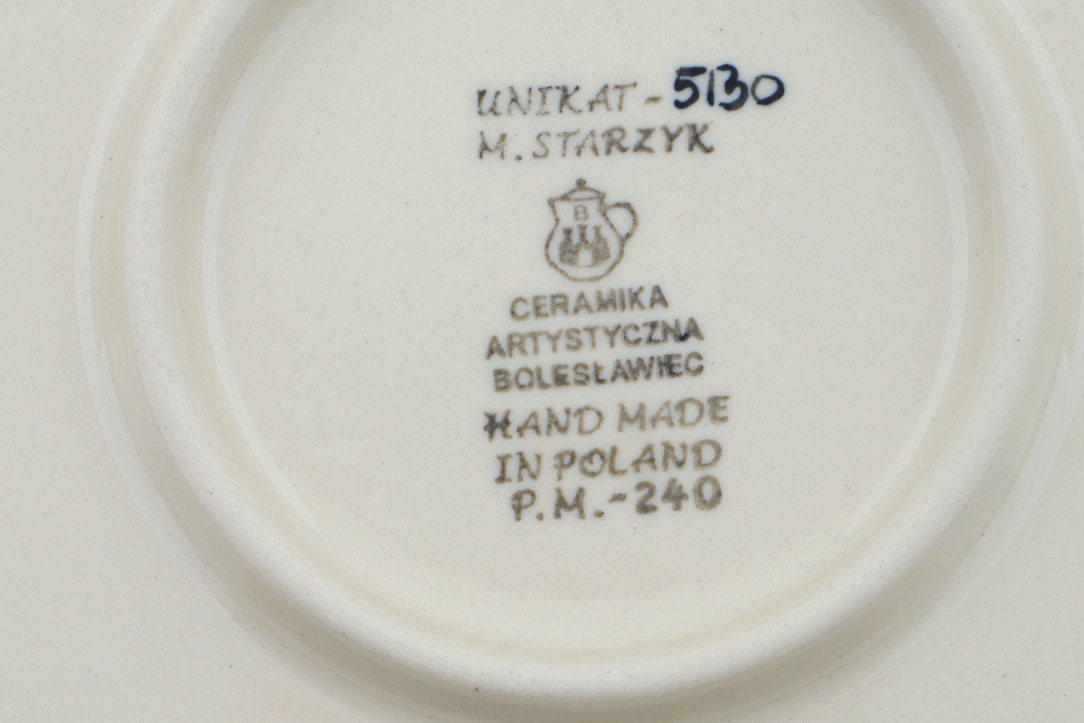 UNIKAT - 5130
M. STARZYK
B
CERAMIKA
ARTYSTYCZNA
BOLESŁAWIEC
HAND MADE
IN POLAND
P.M.-240